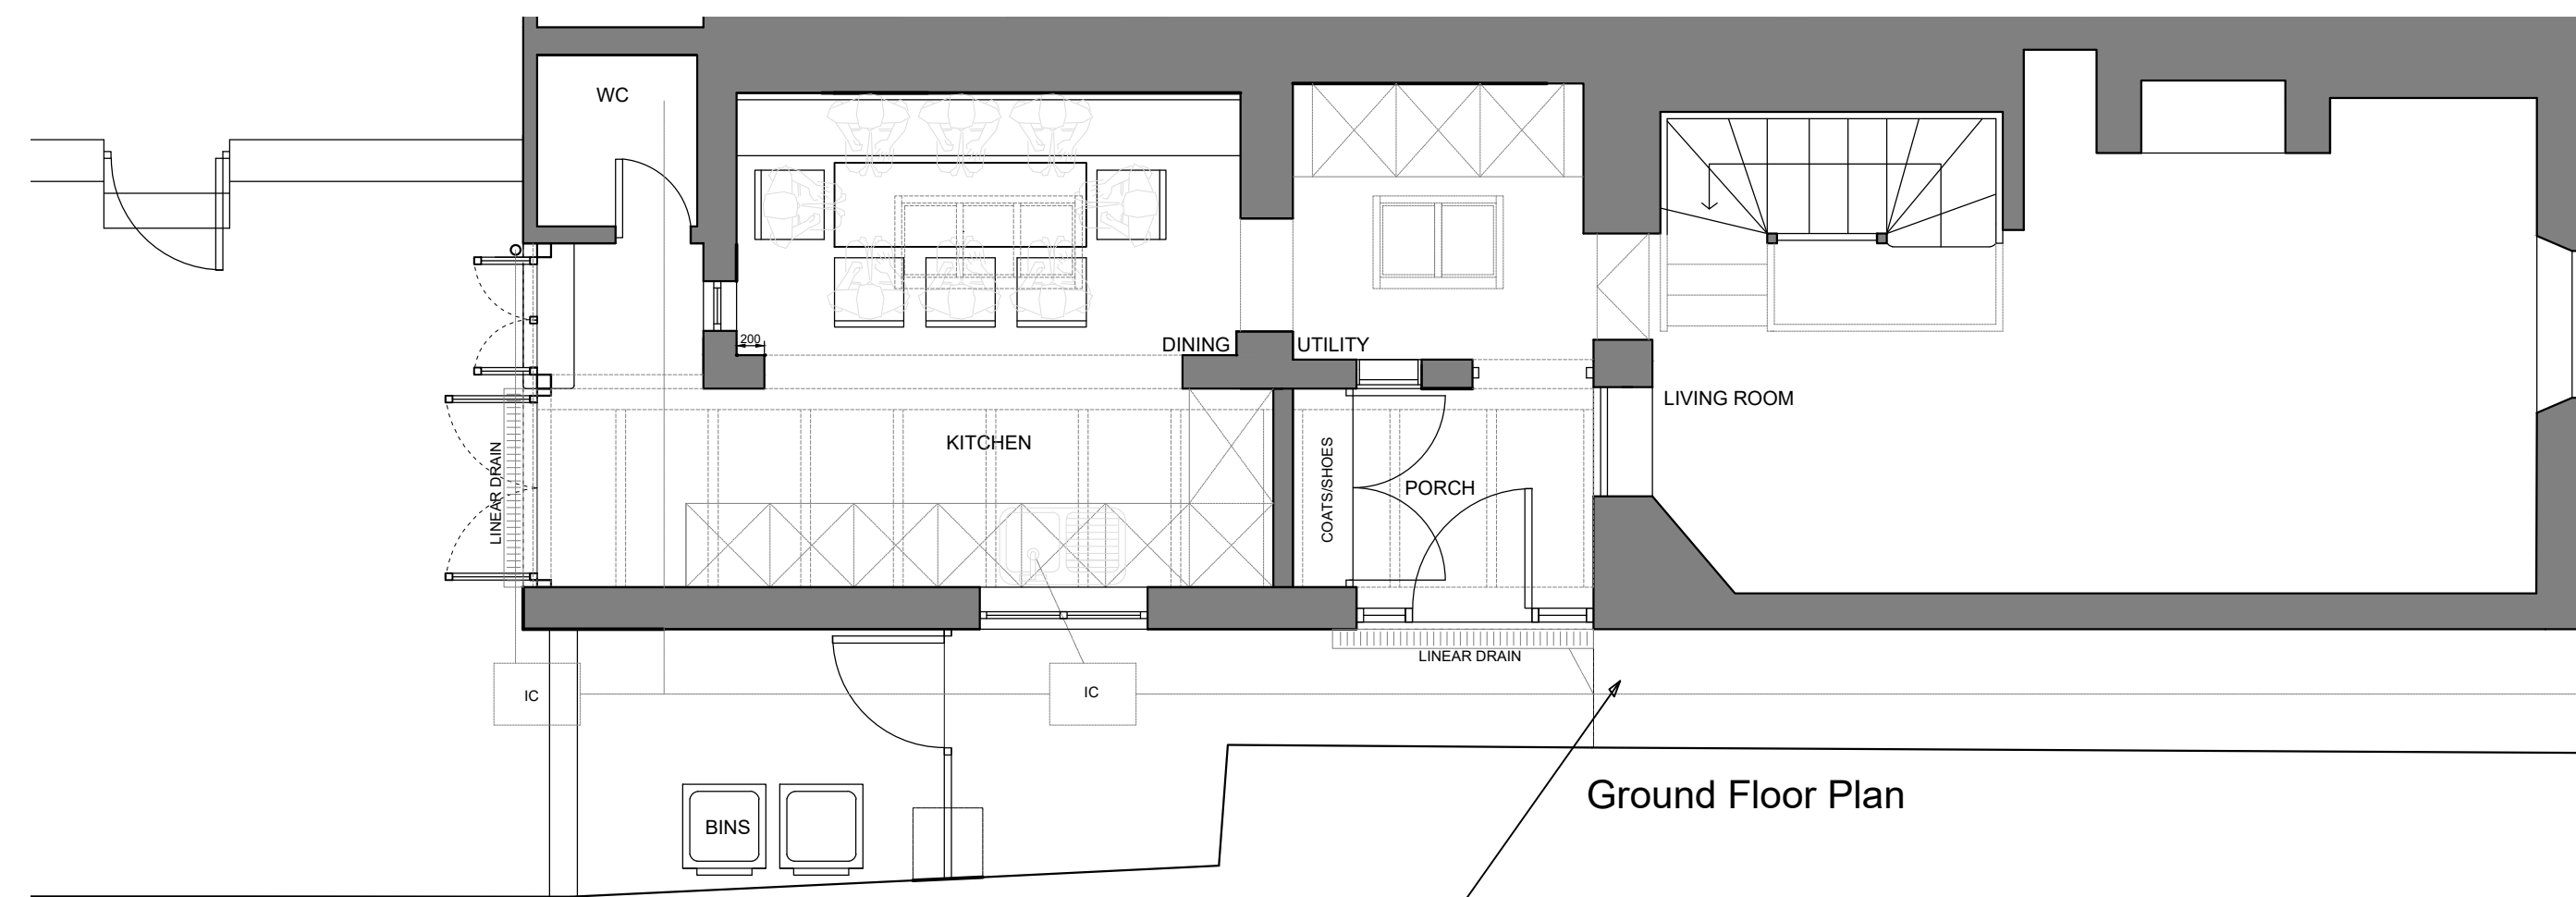 WC
200
DINING
UTILITY
LIVING ROOM
KITCHEN
LINEAR DRAIN
COATS/SHOES
PORCH
LINEAR DRAIN
IC
IC
Ground Floor Plan
BINS